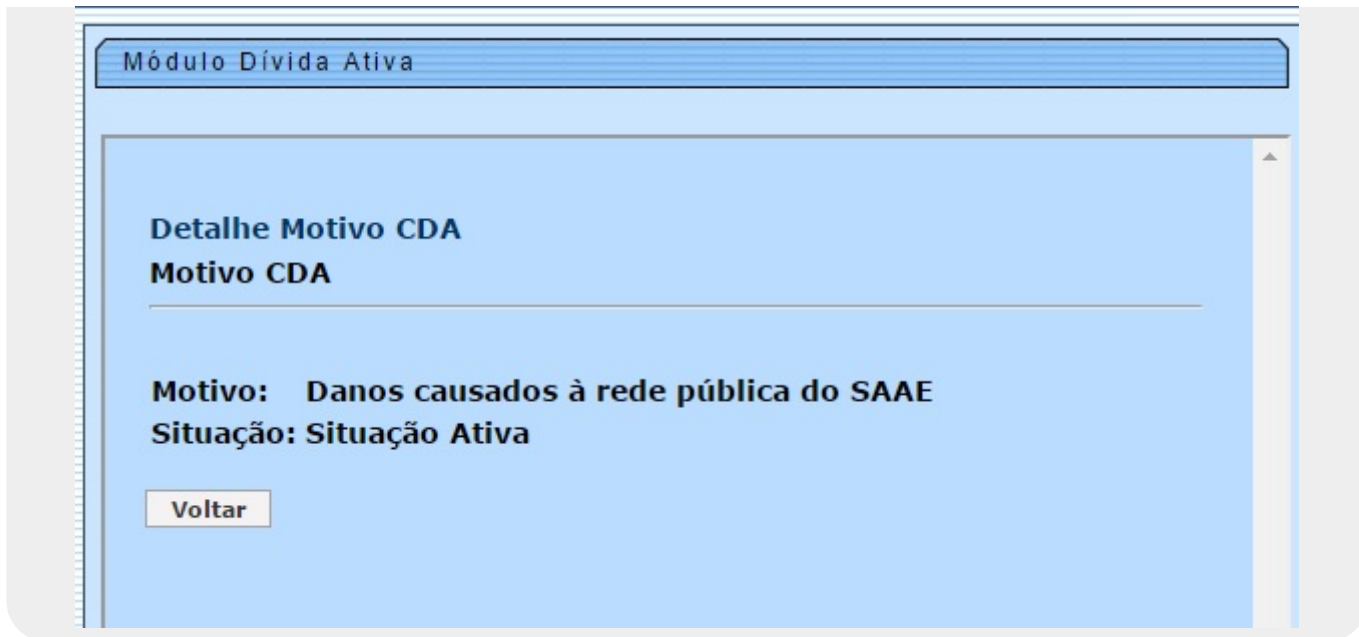 Módulo Dívida Ativa
Detalhe Motivo CDA
Motivo CDA
Motivo: Danos causados à rede pública do SAAE
Situação: Situação Ativa
Voltar